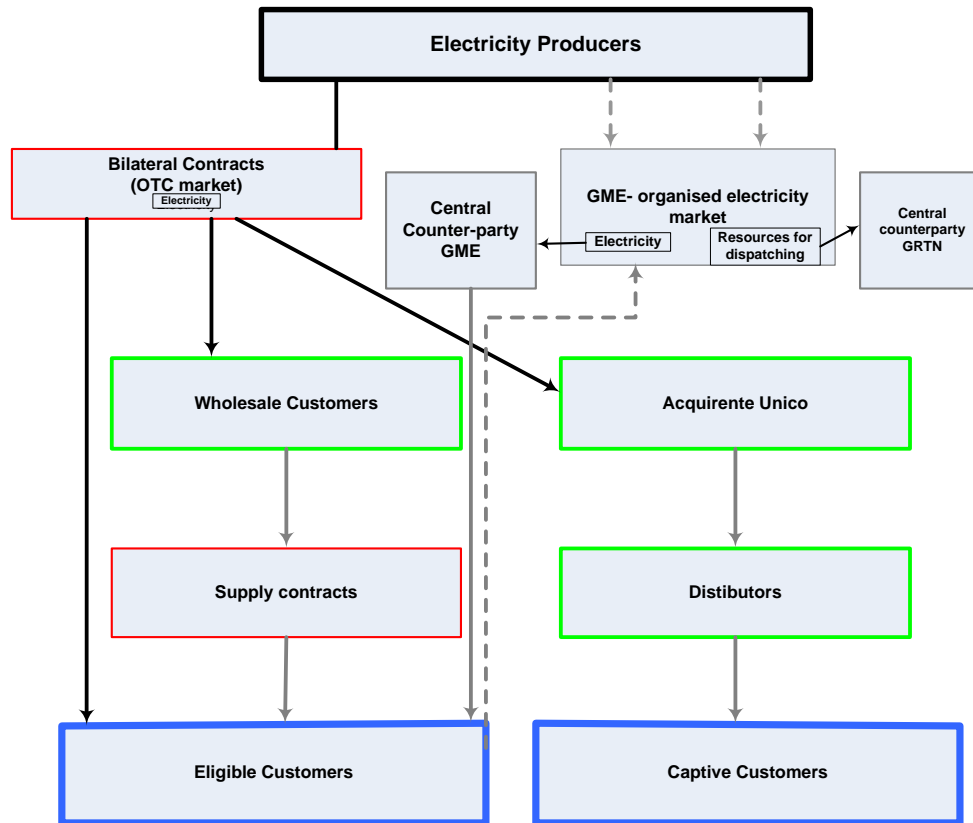 Electricity Producers
Bilateral Contracts
(OTC market)
Electricity
Central
Counter-party
GME
GME- organised electricity
market
Electricity
Resources for
dispatching
Central
counterparty
GRTN
Wholesale Customers
Acquirente Unico
Supply contracts
Distibutors
Eligible Customers
Captive Customers